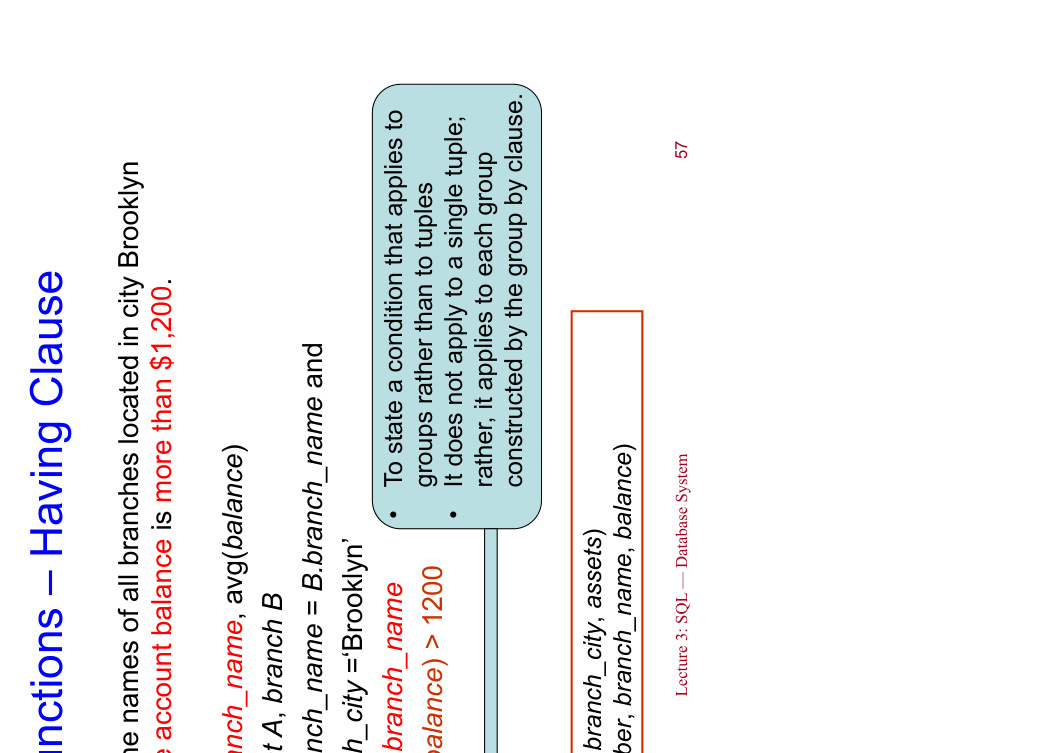 nctions – Having Clause
names of all branches located in city Brooklyn
account balance is more than $1,200.
nch_name, avg(balance)
t A, branch B
nch_name = B.branch_name and
h_city =‘Brooklyn’
branch_name
balance) > 1200
• To state a condition that applies to
groups rather than to tuples
• It does not apply to a single tuple;
rather, it applies to each group
constructed by the group by clause.
branch_city, assets)
ber, branch_name, balance)
Lecture 3: SQL — Database System
57